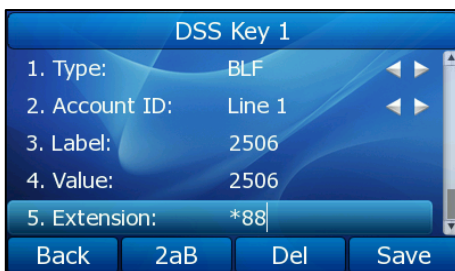 DSS Key 1
1. Type: BLF
2. Account ID: Line 1
3. Label: 2506
4. Value: 2506
5. Extension: *88
Back 2aB Del Save